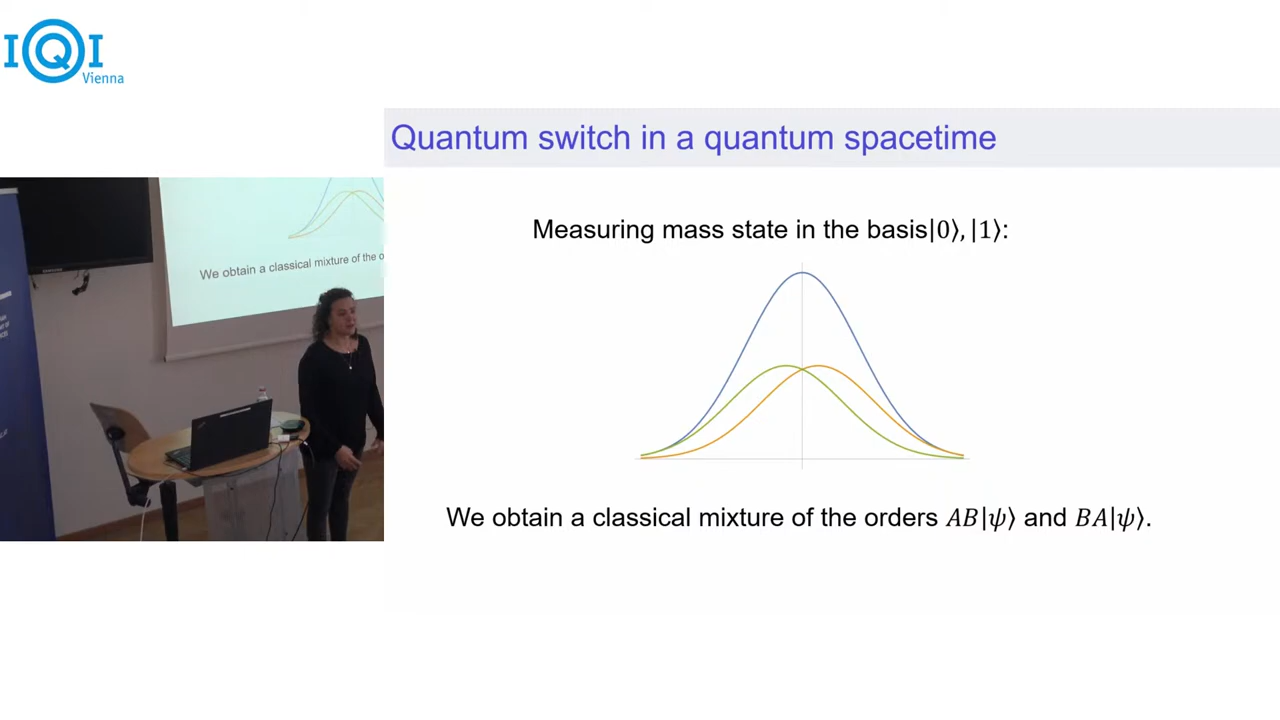 IQI
Vienna
Quantum switch in a quantum spacetime
Measuring mass state in the basis|0⟩, |1⟩:
We obtain a classical mixture of the orders AB|ψ⟩ and BA|ψ⟩.
We obtain a classical mixture of the o